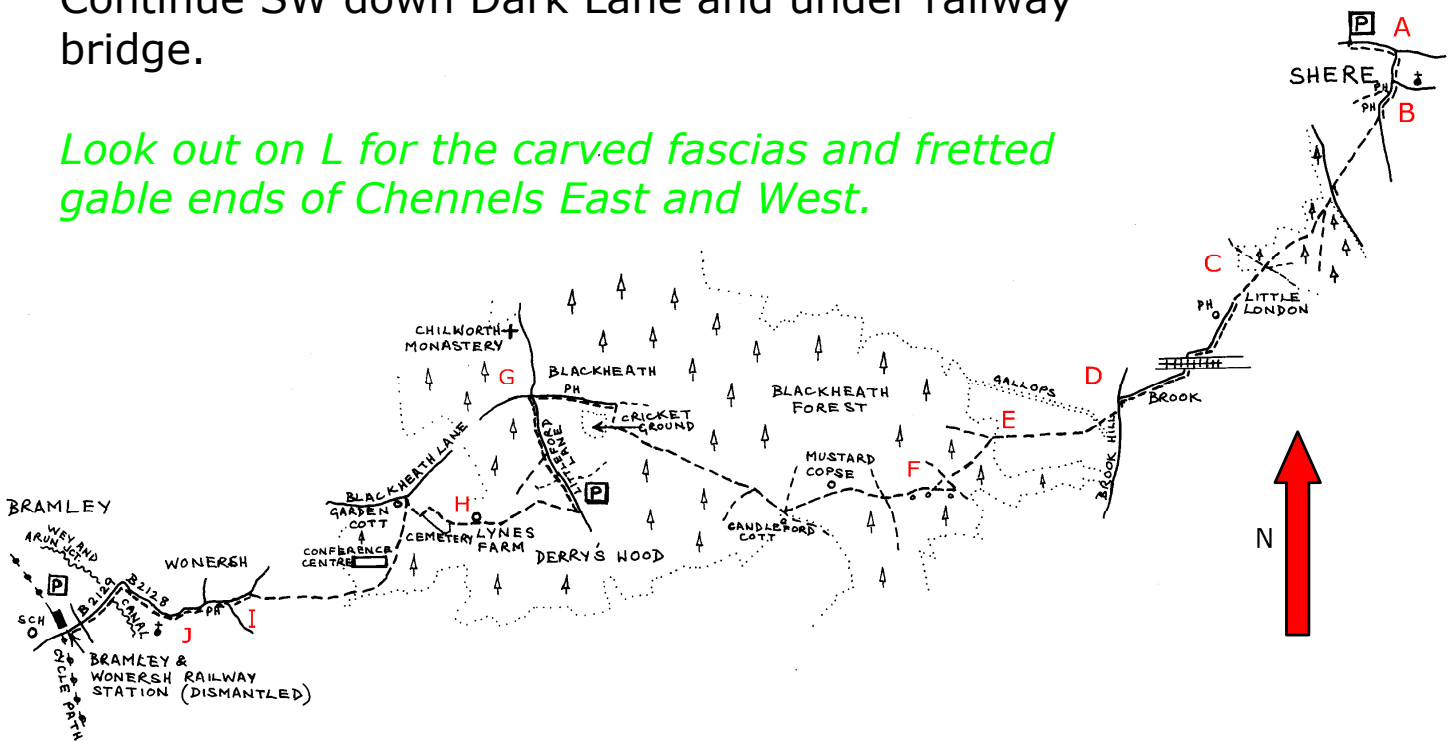 Continue SW down Dark Lane and under railway
bridge.
Look out on L for the carved fascias and fretted
gable ends of Chennels East and West.
P
A
SHERE
PH
PH
B
C
LITTLE
LONDON
PH
CHILWORTH
MONASTERY
G
BLACKHEATH
PH
D
GALLOPS
BROOK
BLACKHEATH
FOREST
CRICKET
GROUND
E
BROOK HILL
LITTLEFORD
LANE
BLACKHEATH LANE
MUSTARD
COPSE
F
P
H
GARDEN
COTT
CEMETERY
LYNES
FARM
CANDLEFORD
COTT
DERRYS WOOD
CONFERENCE
CENTRE
N
BRAMLEY
WEY AND
ARUN JCT.
CANAL
WONERSH
P
B2129
B2128
PH
I
J
SCH
BRAMLEY &
WONERSH RAILWAY
STATION (DISMANTLED)
CYCLE PATH